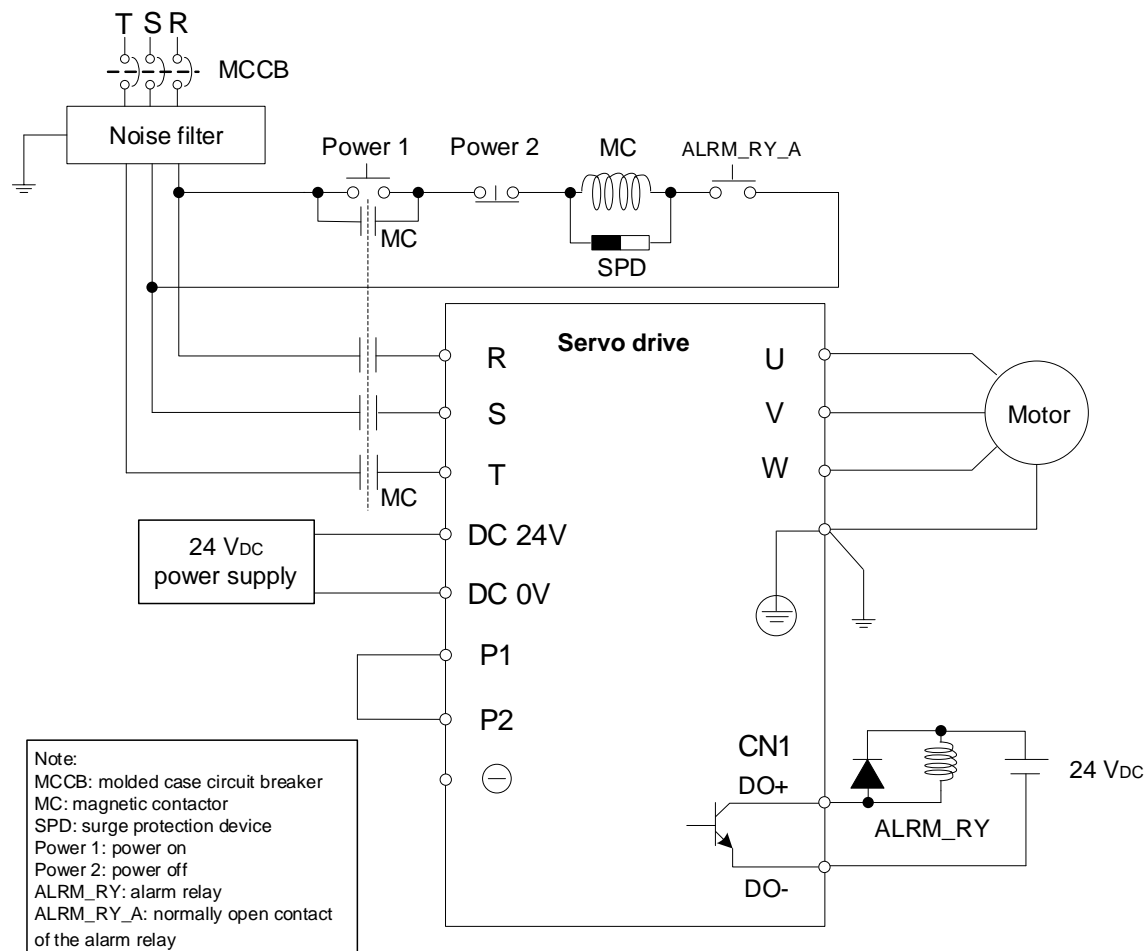 T S R
MCCB
Noise filter
Power 1
Power 2
MC
ALRM_RY_A
MC
SPD
Servo drive
R
U
S
V
Motor
T
W
MC
24 VDC
power supply
DC 24V
DC 0V
P1
P2
Note:
MCCB: molded case circuit breaker
MC: magnetic contactor
SPD: surge protection device
Power 1: power on
Power 2: power off
ALRM_RY: alarm relay
ALRM_RY_A: normally open contact
of the alarm relay
CN1
DO+
24 VDC
ALRM_RY
DO-